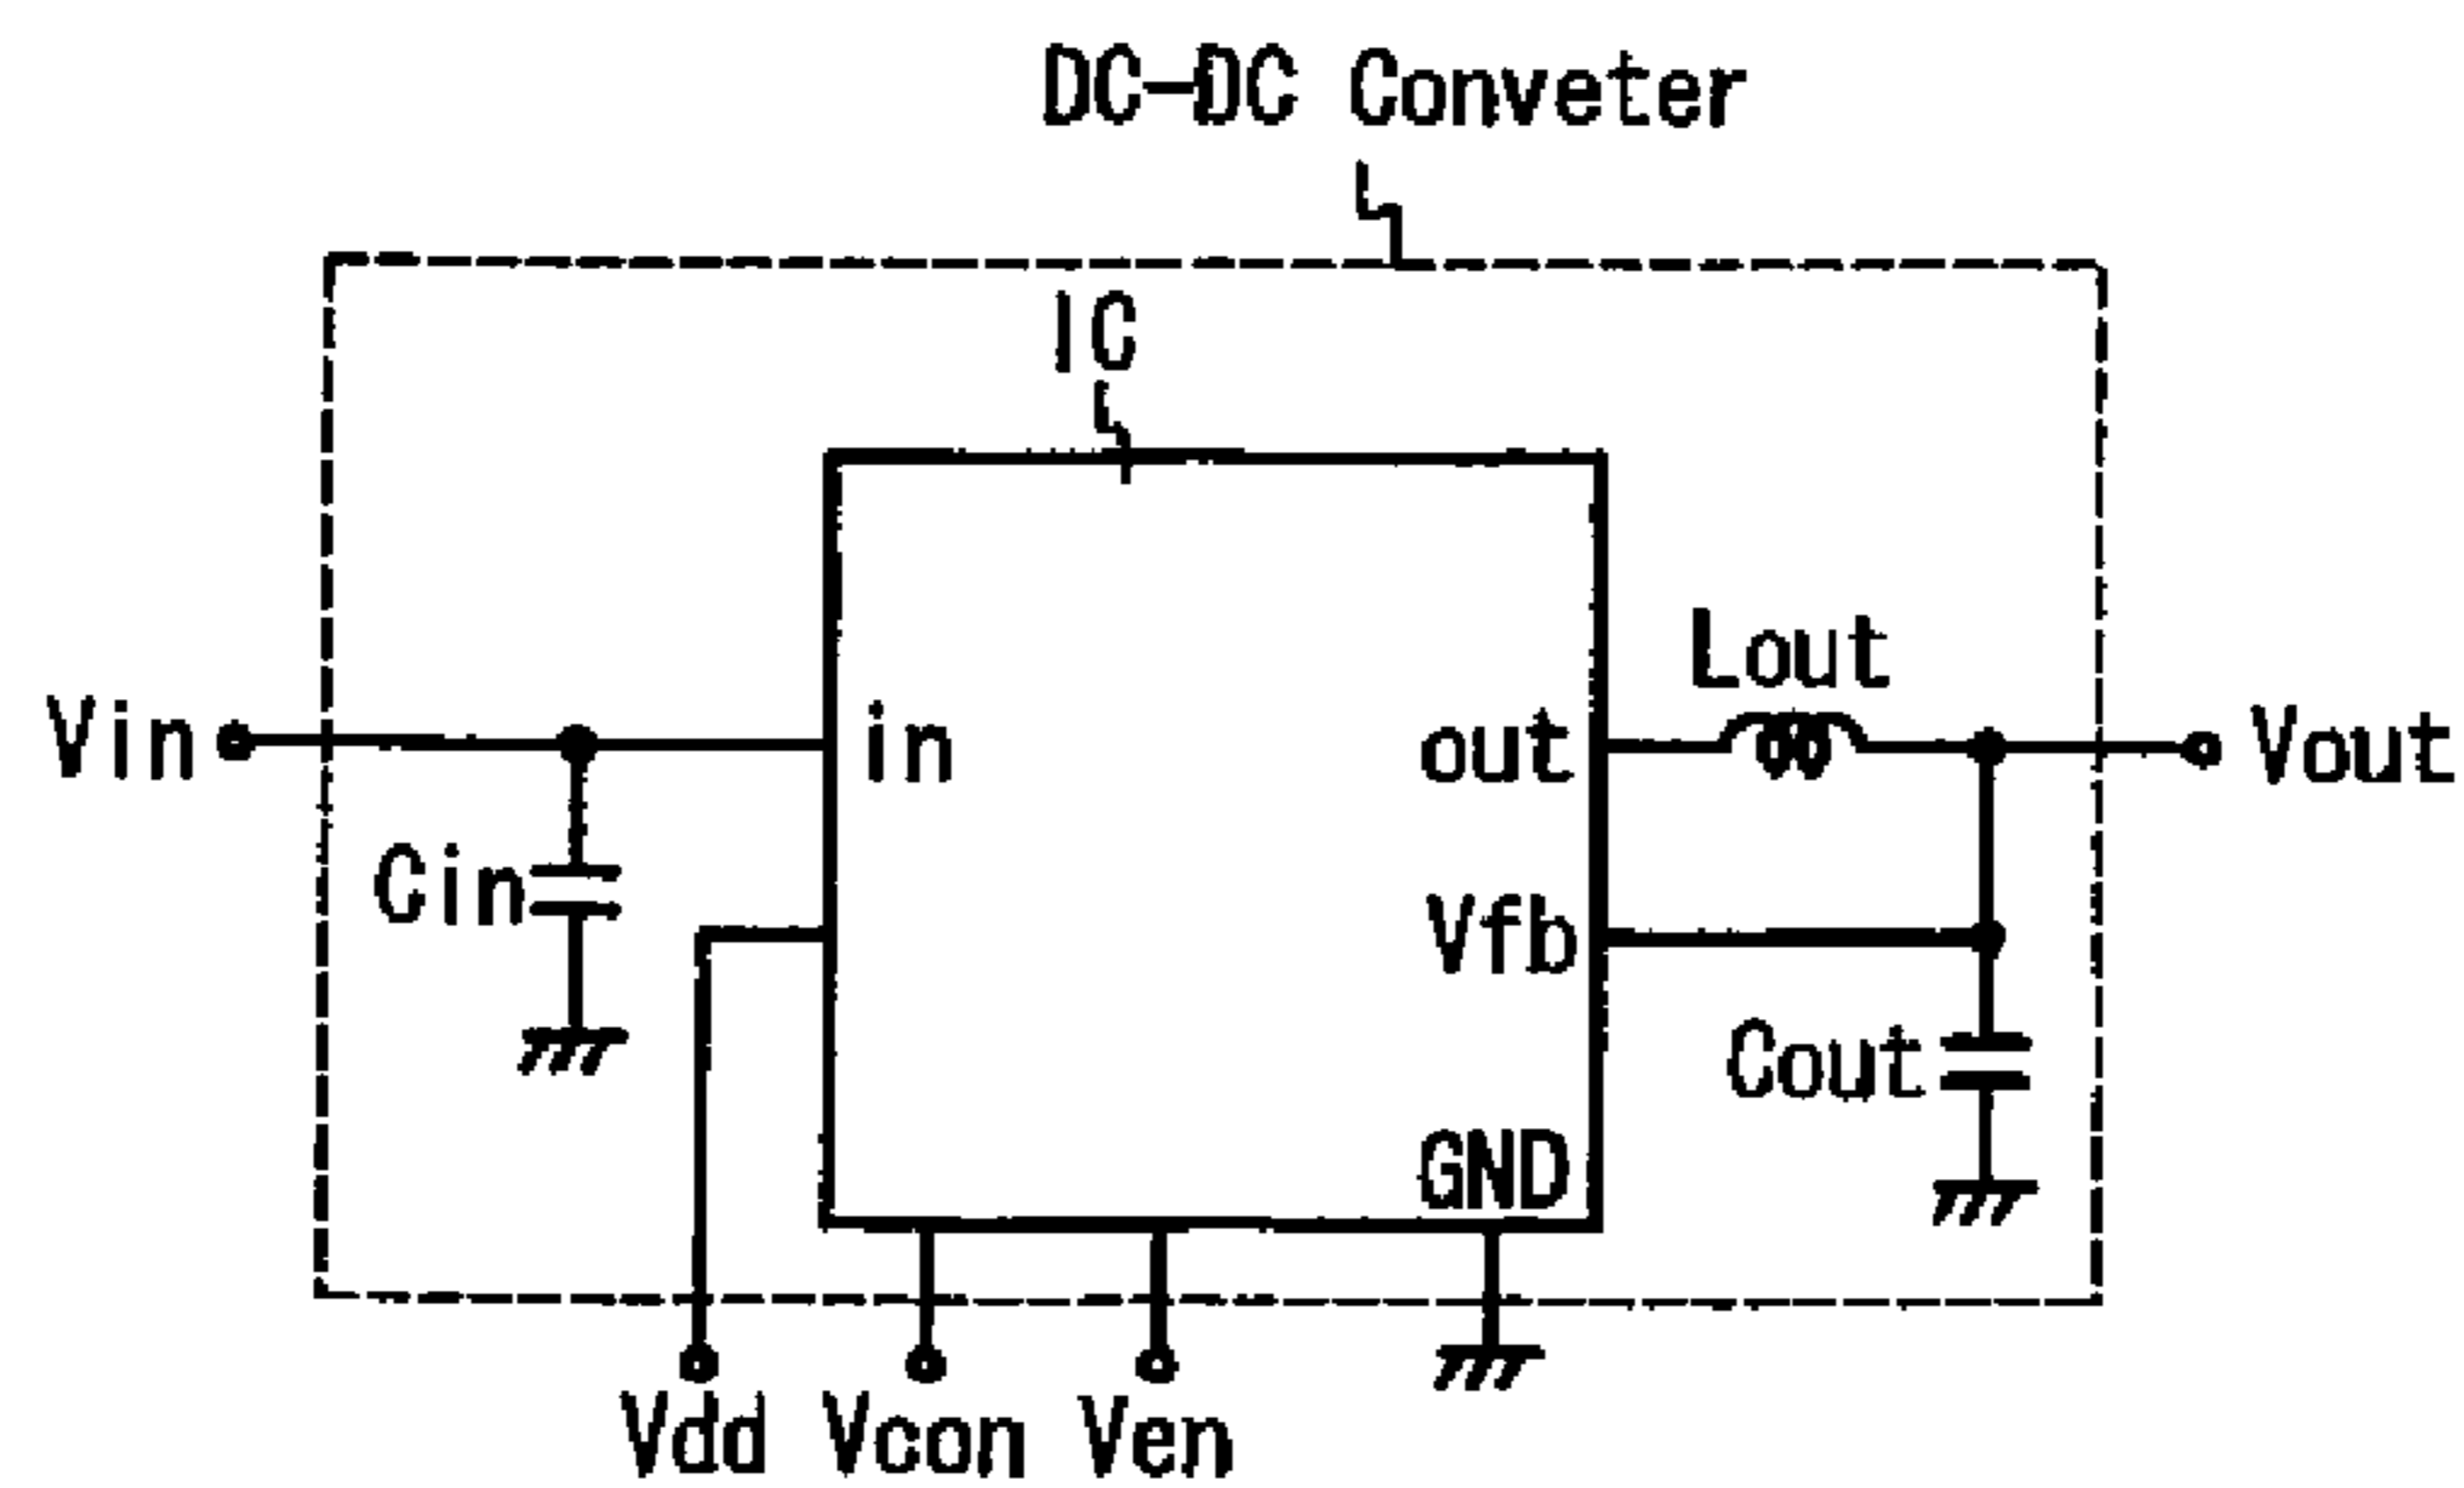 DC-DC Conveter
IC
Lout
Vin
in
out
Vout
Cin
Vfb
Cout
GND
Vdd Vcon Ven